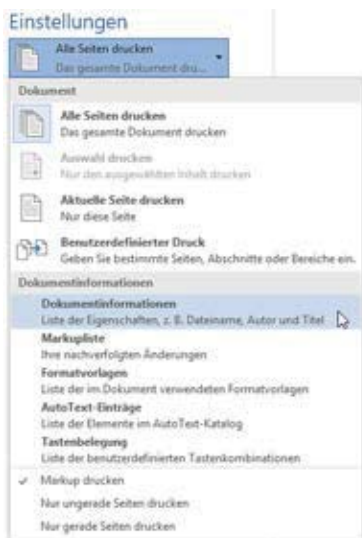 Einstellungen
Alle Seiten drucken
Das gesamte Dokument dru...
Dokument
Alle Seiten drucken
Das gesamte Dokument drucken
Auswahl drucken
Nur den ausgewählten Inhalt drucken
Aktuelle Seite drucken
Nur diese Seite
Benutzerdefinierter Druck
Geben Sie bestimmte Seiten, Abschnitte oder Bereiche ein.
Dokumentinformationen
Dokumentinformationen
Liste der Eigenschaften, z. B. Dateiname, Autor und Titel
Markupliste
Ihre nachverfolgten Änderungen
Formatvorlagen
Liste der im Dokument verwendeten Formatvorlagen
AutoText-Einträge
Liste der Elemente im AutoText-Katalog
Tastenbelegung
Liste der benutzerdefinierten Tastenkombinationen
Markup drucken
Nur ungerade Seiten drucken
Nur gerade Seiten drucken